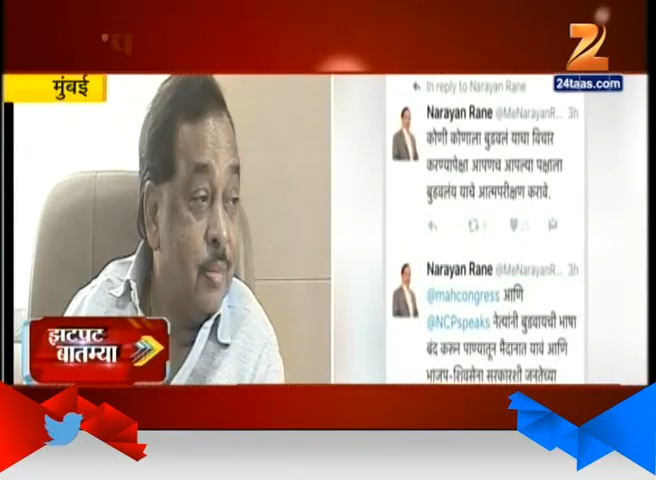 मुंबई
24taas.com
In reply to Narayan Rane
Narayan Rane @MeNarayanR... 3h
कोणी कोणाला बुडवलं याचा विचार
करण्यापेक्षा आपणच आपल्या पक्षाला
बुडवलंय याचे आत्मपरीक्षण करावे.
Narayan Rane @MeNarayanR... 3h
@mahcongress आणि
@NCPspeaks नेत्यांनी बुडवायची भाषा
बंद करून पाण्यातून मैदानात यावं आणि
भाजप-शिवसेना सरकारशी जनतेच्या
झटपट
बातम्या